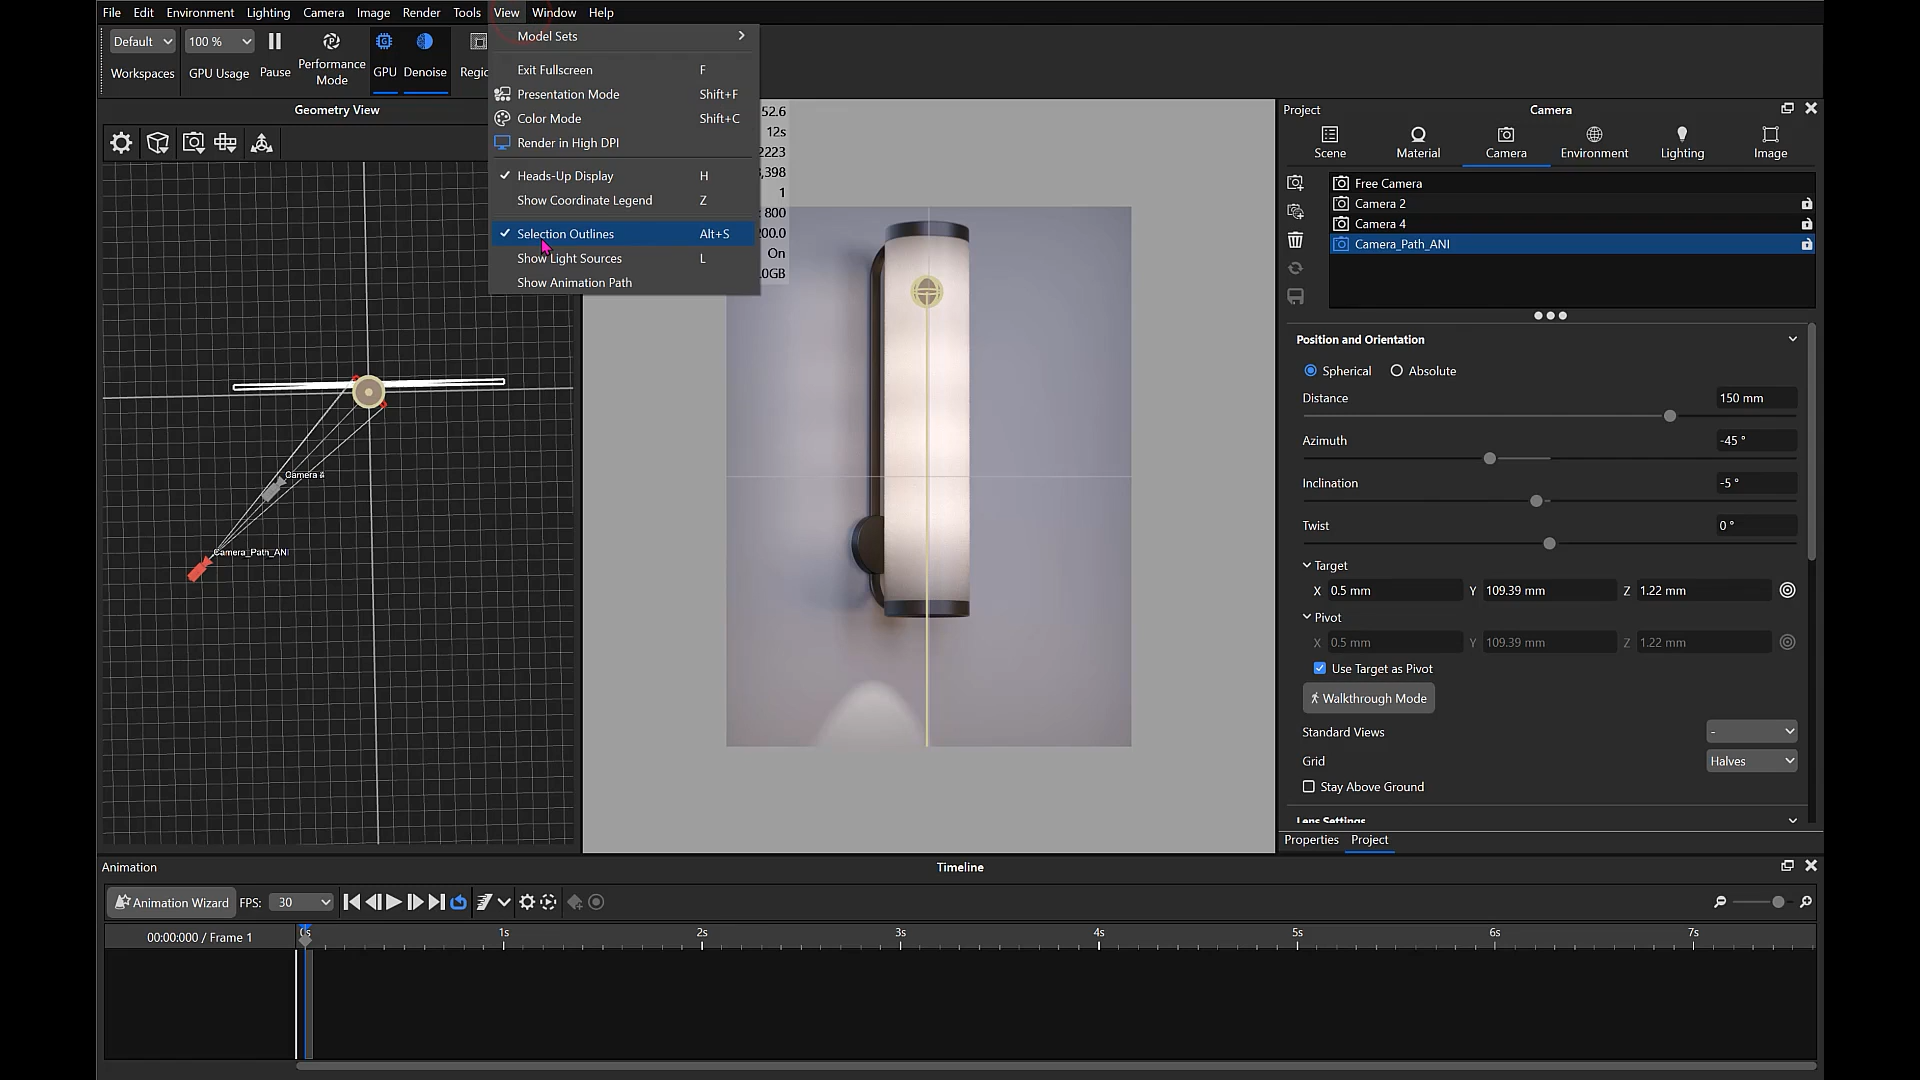 File Edit Environment Lighting Camera Image Render Tools View Window Help
Default 100 %
Workspaces GPU Usage Pause Performance Mode GPU Denoise
Model Sets
Exit Fullscreen F
Presentation Mode Shift+F
Color Mode Shift+C
Render in High DPI
Heads-Up Display H
Show Coordinate Legend Z
Selection Outlines Alt+S
Show Light Sources L
Show Animation Path
52.6
12s
2223
,398
1
800
00.0
On
.0GB
Geometry View
Camera 4
Camera_Path_ANI
Project Camera
Scene Material Camera Environment Lighting Image
Free Camera
Camera 2
Camera 4
Camera_Path_ANI
Position and Orientation
Spherical Absolute
Distance 150 mm
Azimuth -45 °
Inclination -5 °
Twist 0 °
Target
X 0.5 mm Y 109.39 mm Z 1.22 mm
Pivot
X 0.5 mm Y 109.39 mm Z 1.22 mm
Use Target as Pivot
Walkthrough Mode
Standard Views -
Grid Halves
Stay Above Ground
Lens Settings
Properties Project
Animation Timeline
Animation Wizard FPS: 30
00:00:000 / Frame 1 0s 1s 2s 3s 4s 5s 6s 7s